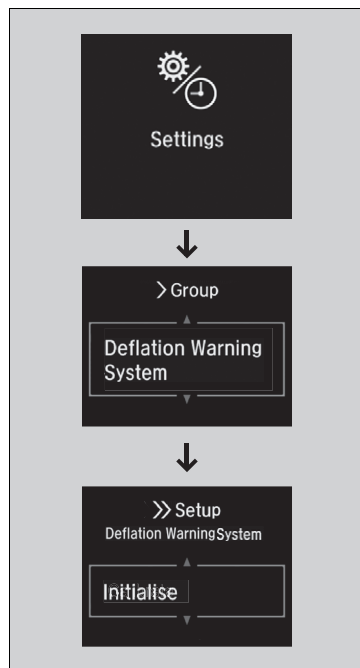 Settings
> Group
Deflation Warning
System
>> Setup
Deflation WarningSystem
Initialise